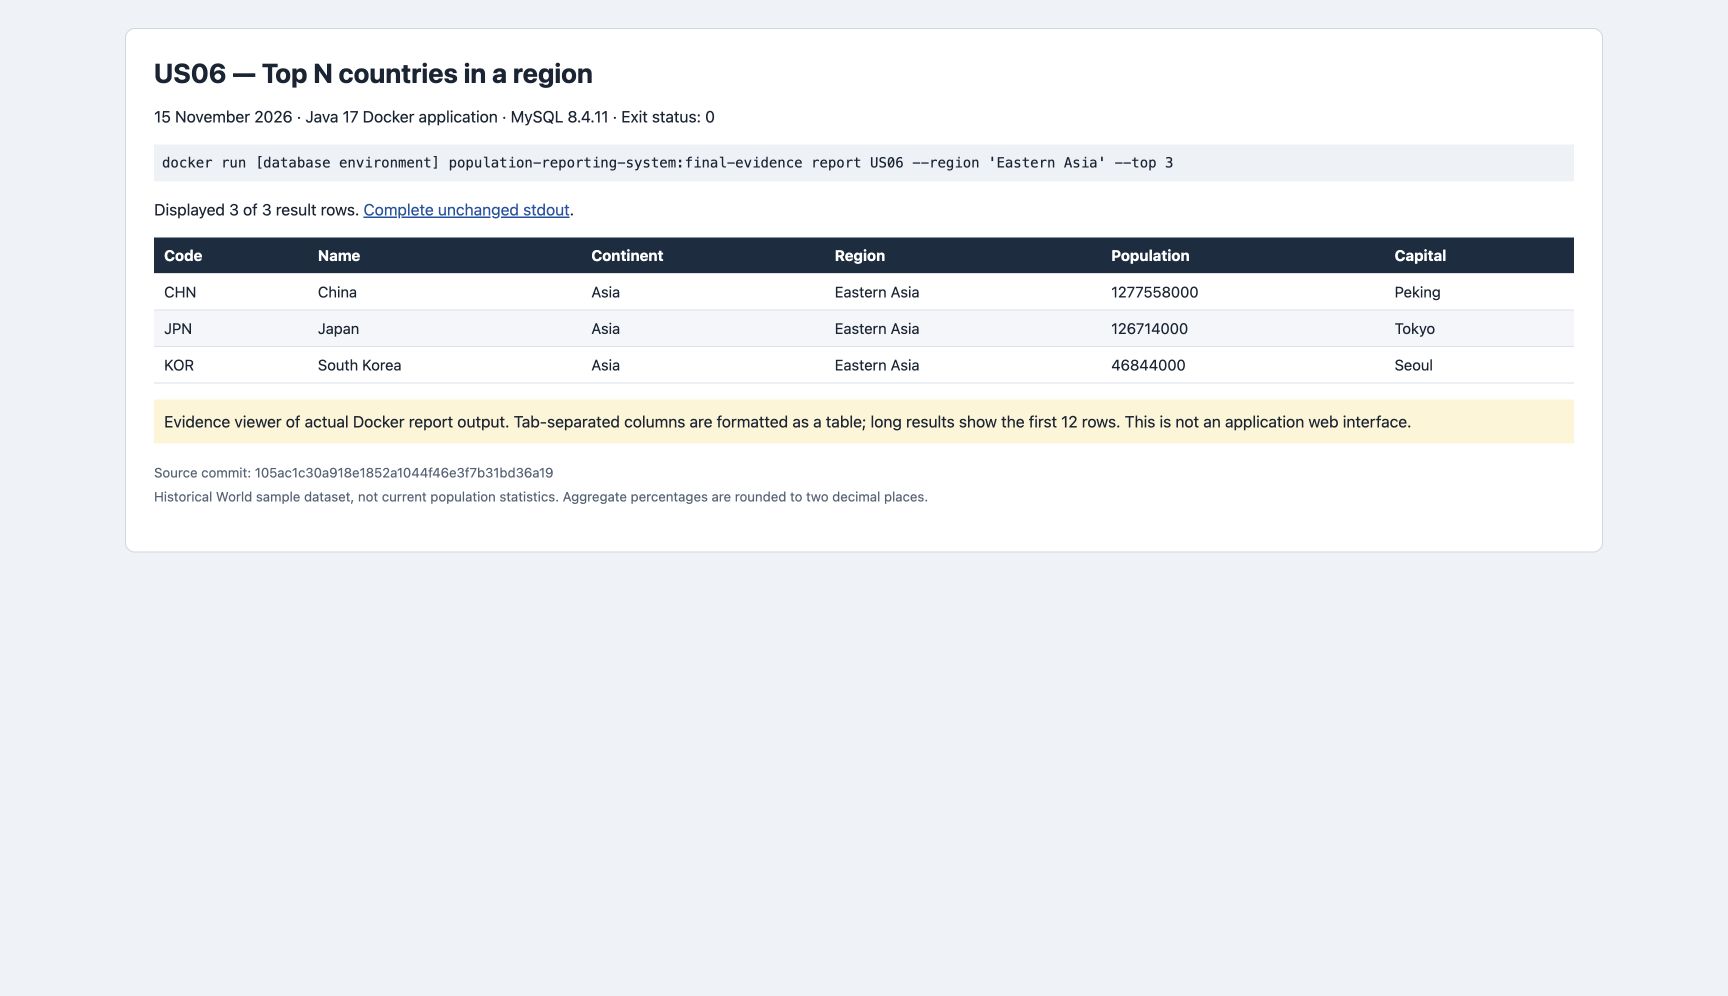 US06 — Top N countries in a region
15 November 2026 · Java 17 Docker application · MySQL 8.4.11 · Exit status: 0
docker run [database environment] population-reporting-system:final-evidence report US06 --region 'Eastern Asia' --top 3
Displayed 3 of 3 result rows. Complete unchanged stdout.
Code Name Continent Region Population Capital
CHN China Asia Eastern Asia 1277558000 Peking
JPN Japan Asia Eastern Asia 126714000 Tokyo
KOR South Korea Asia Eastern Asia 46844000 Seoul
Evidence viewer of actual Docker report output. Tab-separated columns are formatted as a table; long results show the first 12 rows. This is not an application web interface.
Source commit: 105ac1c30a918e1852a1044f46e3f7b31bd36a19
Historical World sample dataset, not current population statistics. Aggregate percentages are rounded to two decimal places.